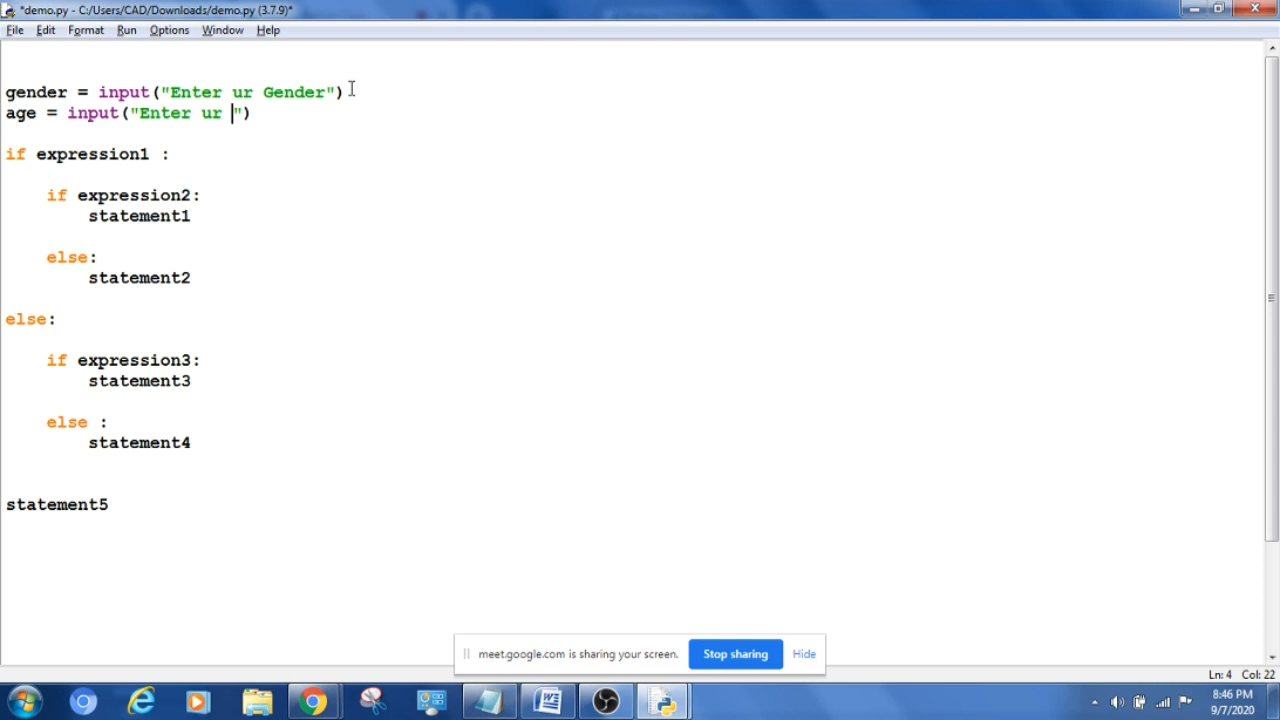 *demo.py - C:/Users/CAD/Downloads/demo.py (3.7.9)*
File Edit Format Run Options Window Help
gender = input("Enter ur Gender")
age = input("Enter ur ")
if expression1 :
if expression2:
statement1
else:
statement2
else:
if expression3:
statement3
else :
statement4
statement5
meet.google.com is sharing your screen. Stop sharing Hide
Ln: 4 Col: 22
8:46 PM
9/7/2020